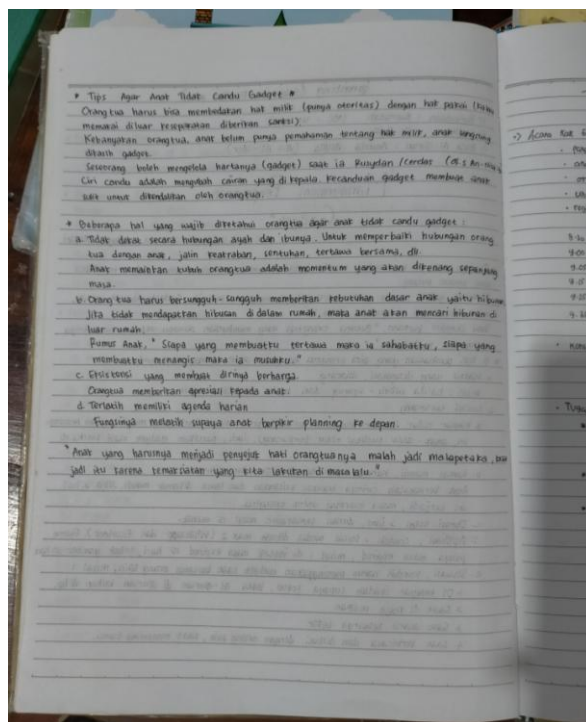 * Tips Agar Anak Tidak Candu Gadget *
Orang tua harus bisa membedakan hak milik (punya otoritas) dengan hak pakai (
memakai diluar kesepakatan diberikan sanksi)
Kebanyakan orangtua, anak belum punya pemahaman tentang hak milik, anak langsung
dikasih gadget.
Seseorang boleh mengelola hartanya (gadget) saat ia Rusydan / cerdas (QS An-
Ciri candu adalah mengubah cairan yang di kepala. Kecanduan gadget membuat anak
sulit untuk dikendalikan oleh orangtua.
* Beberapa hal yang wajib diketahui orangtua agar anak tidak candu gadget :
a. Tidak dekat secara hubungan ayah dan ibunya. Untuk memperbaiki hubungan orang
tua dengan anak, jalin keakraban, sentuhan, tertawa bersama, dll.
Anak memainkan tubuh orangtua adalah momentum yang akan dikenang sepanjang
masa.
b. Orang tua harus bersungguh-sungguh memberikan kebutuhan dasar anak yaitu hiburan
Jika tidak mendapatkan hiburan di dalam rumah, maka anak akan mencari hiburan di
luar rumah.
Rumus Anak, " Siapa yang membuatku tertawa maka ia sahabatku, siapa yang
membuatku menangis maka ia musuhku."
c. Eksistensi yang membuat dirinya berharga.
Orangtua memberikan apresiasi kepada anak.
d. Terlatih memiliki agenda harian
Fungsinya melatih supaya anak berpikir planning ke depan.
"Anak yang harusnya menjadi penyejuk hati orangtuanya malah jadi malapetaka,
jadi itu karena kemaksiatan yang kita lakukan di masa lalu."
-> Acara
- Tu